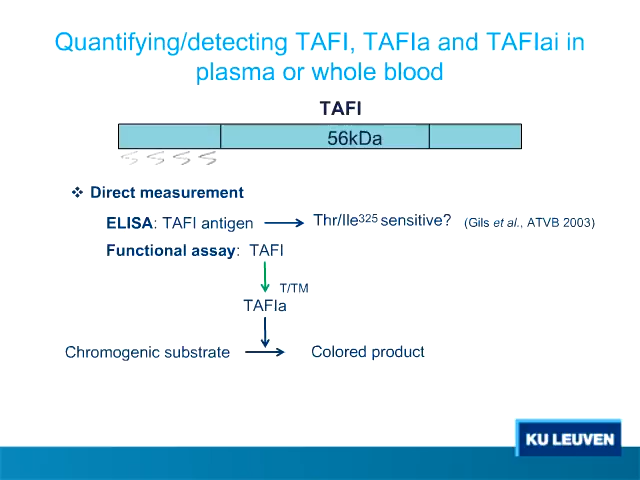 Quantifying/detecting TAFI, TAFIa and TAFIai in
plasma or whole blood
TAFI
56kDa
❖ Direct measurement
ELISA: TAFI antigen → Thr/Ile325 sensitive? (Gils et al., ATVB 2003)
Functional assay: TAFI
T/TM
TAFIa
Chromogenic substrate → Colored product
KU LEUVEN